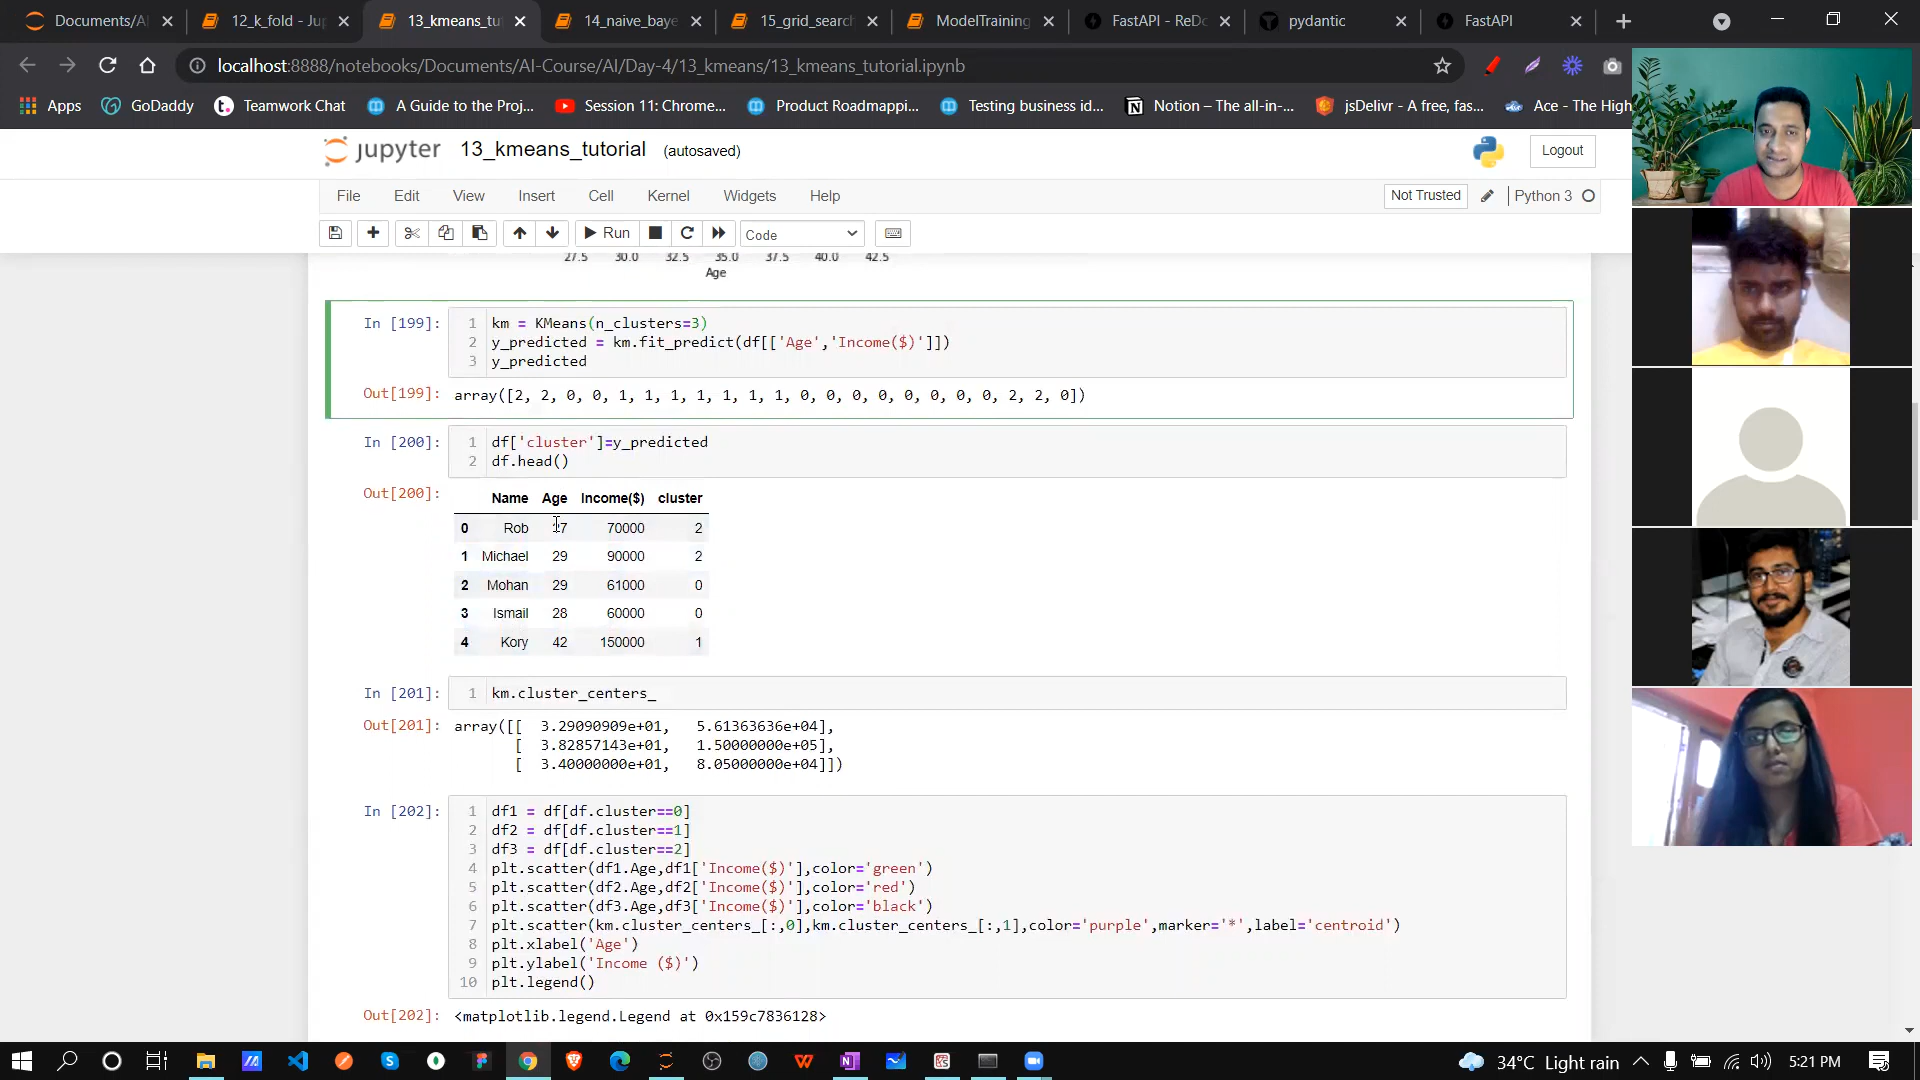 Documents/A
12_k_fold - Ju
13_kmeans_tu
14_naive_baye
15_grid_searc
ModelTraining
FastAPI - ReDo
pydantic
FastAPI
localhost:8888/notebooks/Documents/AI-Course/AI/Day-4/13_kmeans/13_kmeans_tutorial.ipynb
Apps
GoDaddy
Teamwork Chat
A Guide to the Proj...
Session 11: Chrome...
Product Roadmappi...
Testing business id...
Notion – The all-in-...
jsDelivr - A free, fas...
Ace - The High
jupyter 13_kmeans_tutorial (autosaved)
Logout
File Edit View Insert Cell Kernel Widgets Help
Not Trusted
Python 3
Run
Code
27.5 30.0 32.5 35.0 37.5 40.0 42.5
Age
In [199]:
1 km = KMeans(n_clusters=3)
2 y_predicted = km.fit_predict(df[['Age','Income($)']])
3 y_predicted
Out[199]: array([2, 2, 0, 0, 1, 1, 1, 1, 1, 1, 1, 0, 0, 0, 0, 0, 0, 0, 0, 2, 2, 0])
In [200]:
1 df['cluster']=y_predicted
2 df.head()
Out[200]:
Name Age Income($) cluster
0 Rob 7 70000 2
1 Michael 29 90000 2
2 Mohan 29 61000 0
3 Ismail 28 60000 0
4 Kory 42 150000 1
In [201]:
1 km.cluster_centers_
Out[201]: array([[ 3.29090909e+01, 5.61363636e+04],
[ 3.82857143e+01, 1.50000000e+05],
[ 3.40000000e+01, 8.05000000e+04]])
In [202]:
1 df1 = df[df.cluster==0]
2 df2 = df[df.cluster==1]
3 df3 = df[df.cluster==2]
4 plt.scatter(df1.Age,df1['Income($)'],color='green')
5 plt.scatter(df2.Age,df2['Income($)'],color='red')
6 plt.scatter(df3.Age,df3['Income($)'],color='black')
7 plt.scatter(km.cluster_centers_[:,0],km.cluster_centers_[:,1],color='purple',marker='*',label='centroid')
8 plt.xlabel('Age')
9 plt.ylabel('Income ($)')
10 plt.legend()
Out[202]: <matplotlib.legend.Legend at 0x159c7836128>
34°C Light rain
5:21 PM